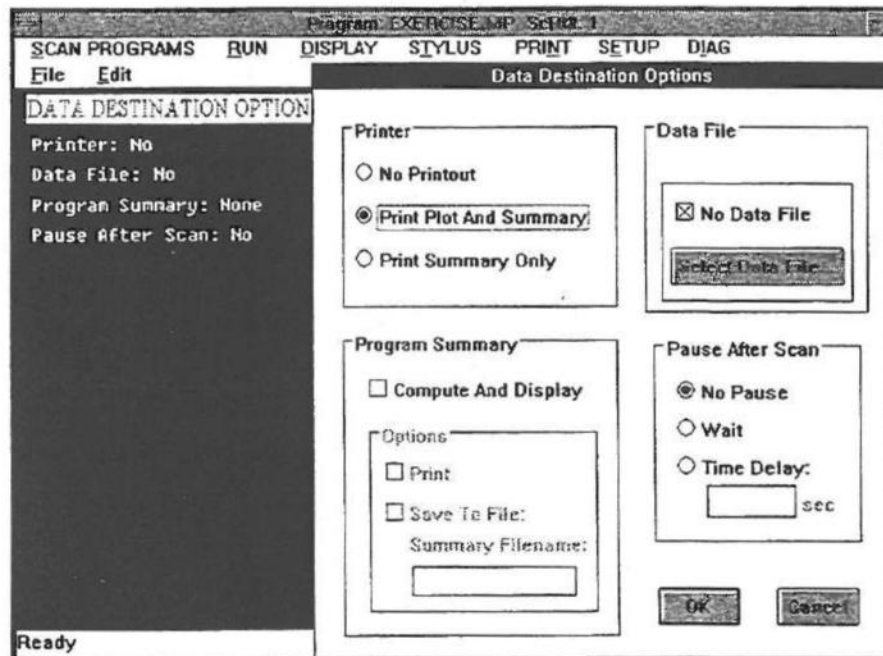 Program: EXERCISE.MP Scan#: 1
SCAN PROGRAMS RUN DISPLAY STYLUS PRINT SETUP DIAG
File Edit
Data Destination Options
DATA DESTINATION OPTION
Printer: No
Data File: No
Program Summary: None
Pause After Scan: No
Printer
No Printout
Print Plot And Summary
Print Summary Only
Data File
No Data File
Select Data File...
Program Summary
Compute And Display
Options
Print
Save To File:
Summary Filename:
Pause After Scan
No Pause
Wait
Time Delay:
sec
OK
Cancel
Ready